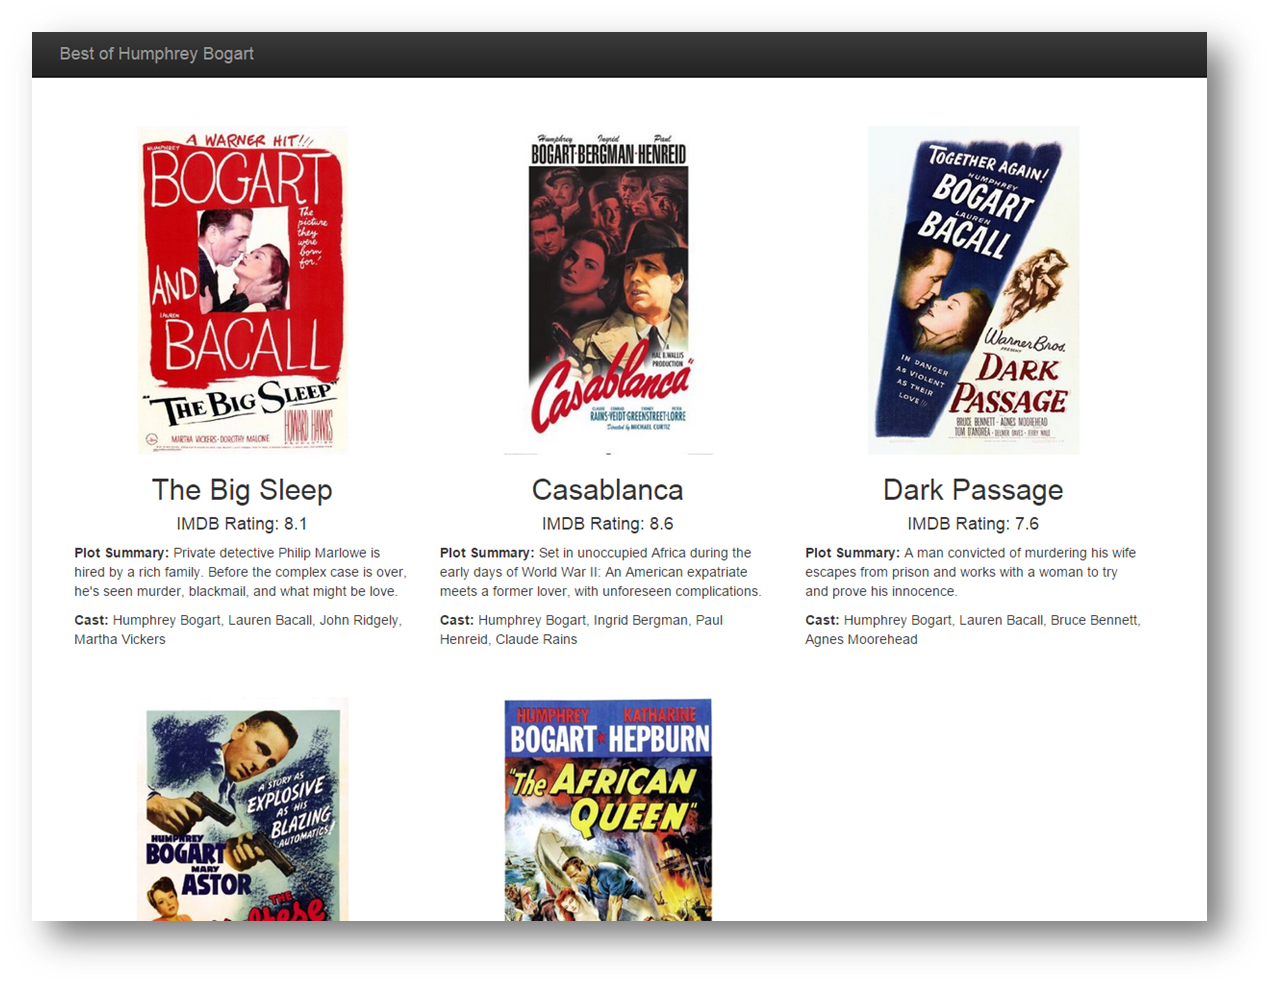 Best of Humphrey Bogart
A WARNER HIT!!!
HUMPHREY
BOGART
The
picture
they
were
born
for!
AND
LAUREN
BACALL
"THE BIG SLEEP"
HOWARD HAWKS
MARTHA VICKERS · DOROTHY MALONE
The Big Sleep
IMDB Rating: 8.1
Plot Summary: Private detective Philip Marlowe is
hired by a rich family. Before the complex case is over,
he's seen murder, blackmail, and what might be love.
Cast: Humphrey Bogart, Lauren Bacall, John Ridgely,
Martha Vickers
Humphrey Ingrid Paul
BOGART·BERGMAN·HENREID
A
HAL B. WALLIS
PRODUCTION
Casablanca"
CLAUDE CONRAD SYDNEY PETER
RAINS·VEIDT·GREENSTREET·LORRE
Directed by MICHAEL CURTIZ
Casablanca
IMDB Rating: 8.6
Plot Summary: Set in unoccupied Africa during the
early days of World War II: An American expatriate
meets a former lover, with unforeseen complications.
Cast: Humphrey Bogart, Ingrid Bergman, Paul
Henreid, Claude Rains
TOGETHER AGAIN!
HUMPHREY
BOGART
LAUREN
BACALL
IN DANGER
AS VIOLENT
AS THEIR
LOVE!!!
Warner Bros.
PRESENT
DARK
PASSAGE
BRUCE BENNETT · AGNES MOOREHEAD
TOM D'ANDREA · DELMER DAVES · JERRY WALD
Dark Passage
IMDB Rating: 7.6
Plot Summary: A man convicted of murdering his wife
escapes from prison and works with a woman to try
and prove his innocence.
Cast: Humphrey Bogart, Lauren Bacall, Bruce Bennett,
Agnes Moorehead
A STORY AS
EXPLOSIVE
AS HIS
BLAZING
AUTOMATICS!
HUMPHREY
BOGART
MARY
ASTOR
THE
HUMPHREY KATHARINE
BOGART HEPBURN
"The AFRICAN
QUEEN"